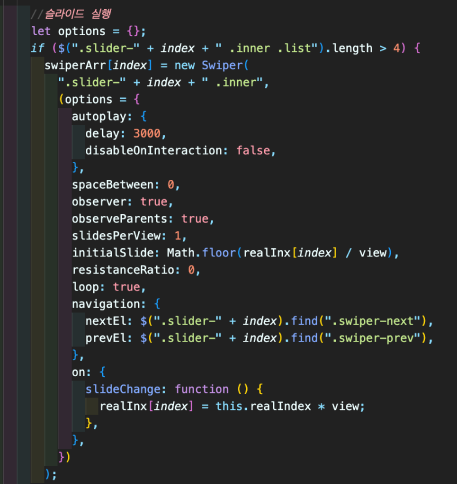 //슬라이드 실행
let options = {};
if ($(".slider-" + index + " .inner .list").length > 4) {
swiperArr[index] = new Swiper(
".slider-" + index + " .inner",
(options = {
autoplay: {
delay: 3000,
disableOnInteraction: false,
},
spaceBetween: 0,
observer: true,
observeParents: true,
slidesPerView: 1,
initialSlide: Math.floor(realInx[index] / view),
resistanceRatio: 0,
loop: true,
navigation: {
nextEl: $(".slider-" + index).find(".swiper-next"),
prevEl: $(".slider-" + index).find(".swiper-prev"),
},
on: {
slideChange: function () {
realInx[index] = this.realIndex * view;
},
},
})
);